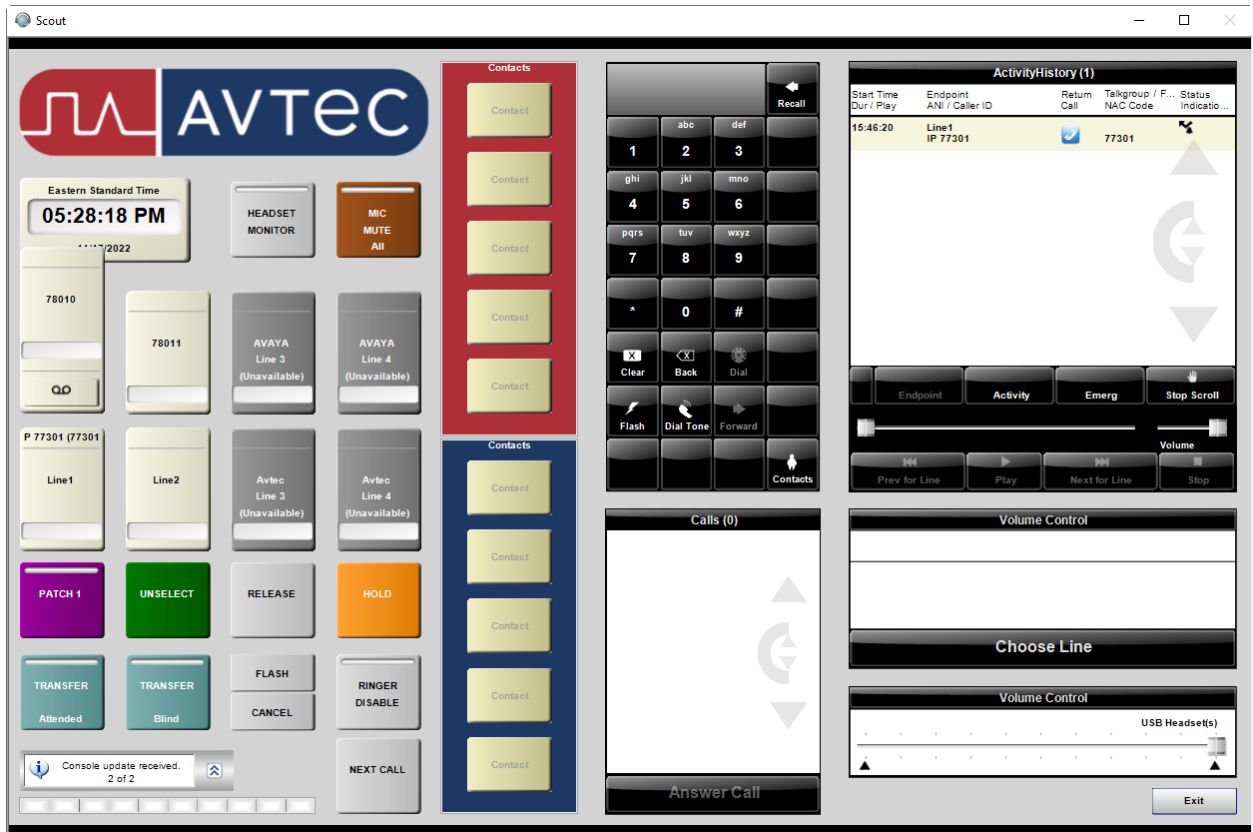 Scout
AVTEC
Eastern Standard Time
05:28:18 PM
11/17/2022
HEADSET
MONITOR
MIC
MUTE
All
78010
78011
AVAYA
Line 3
(Unavailable)
AVAYA
Line 4
(Unavailable)
P 77301 (77301
Line1
Line2
Avtec
Line 3
(Unavailable)
Avtec
Line 4
(Unavailable)
PATCH 1
UNSELECT
RELEASE
HOLD
TRANSFER
Attended
TRANSFER
Blind
FLASH
CANCEL
RINGER
DISABLE
Console update received.
2 of 2
NEXT CALL
Contacts
Contact
Contact
Contact
Contact
Contact
Contacts
Contact
Contact
Contact
Contact
Contact
Recall
1
abc
2
def
3
ghi
4
jkl
5
mno
6
pqrs
7
tuv
8
wxyz
9
*
0
#
X
Clear
X
Back
Dial
Flash
Dial Tone
Forward
Contacts
Calls (0)
Answer Call
ActivityHistory (1)
Start Time
Dur / Play
Endpoint
ANI / Caller ID
Return
Call
Talkgroup / F...
NAC Code
Status
Indicatio...
15:46:20
Line1
IP 77301
77301
Endpoint
Activity
Emerg
Stop Scroll
Volume
Prev for Line
Play
Next for Line
Stop
Volume Control
Choose Line
Volume Control
USB Headset(s)
Exit